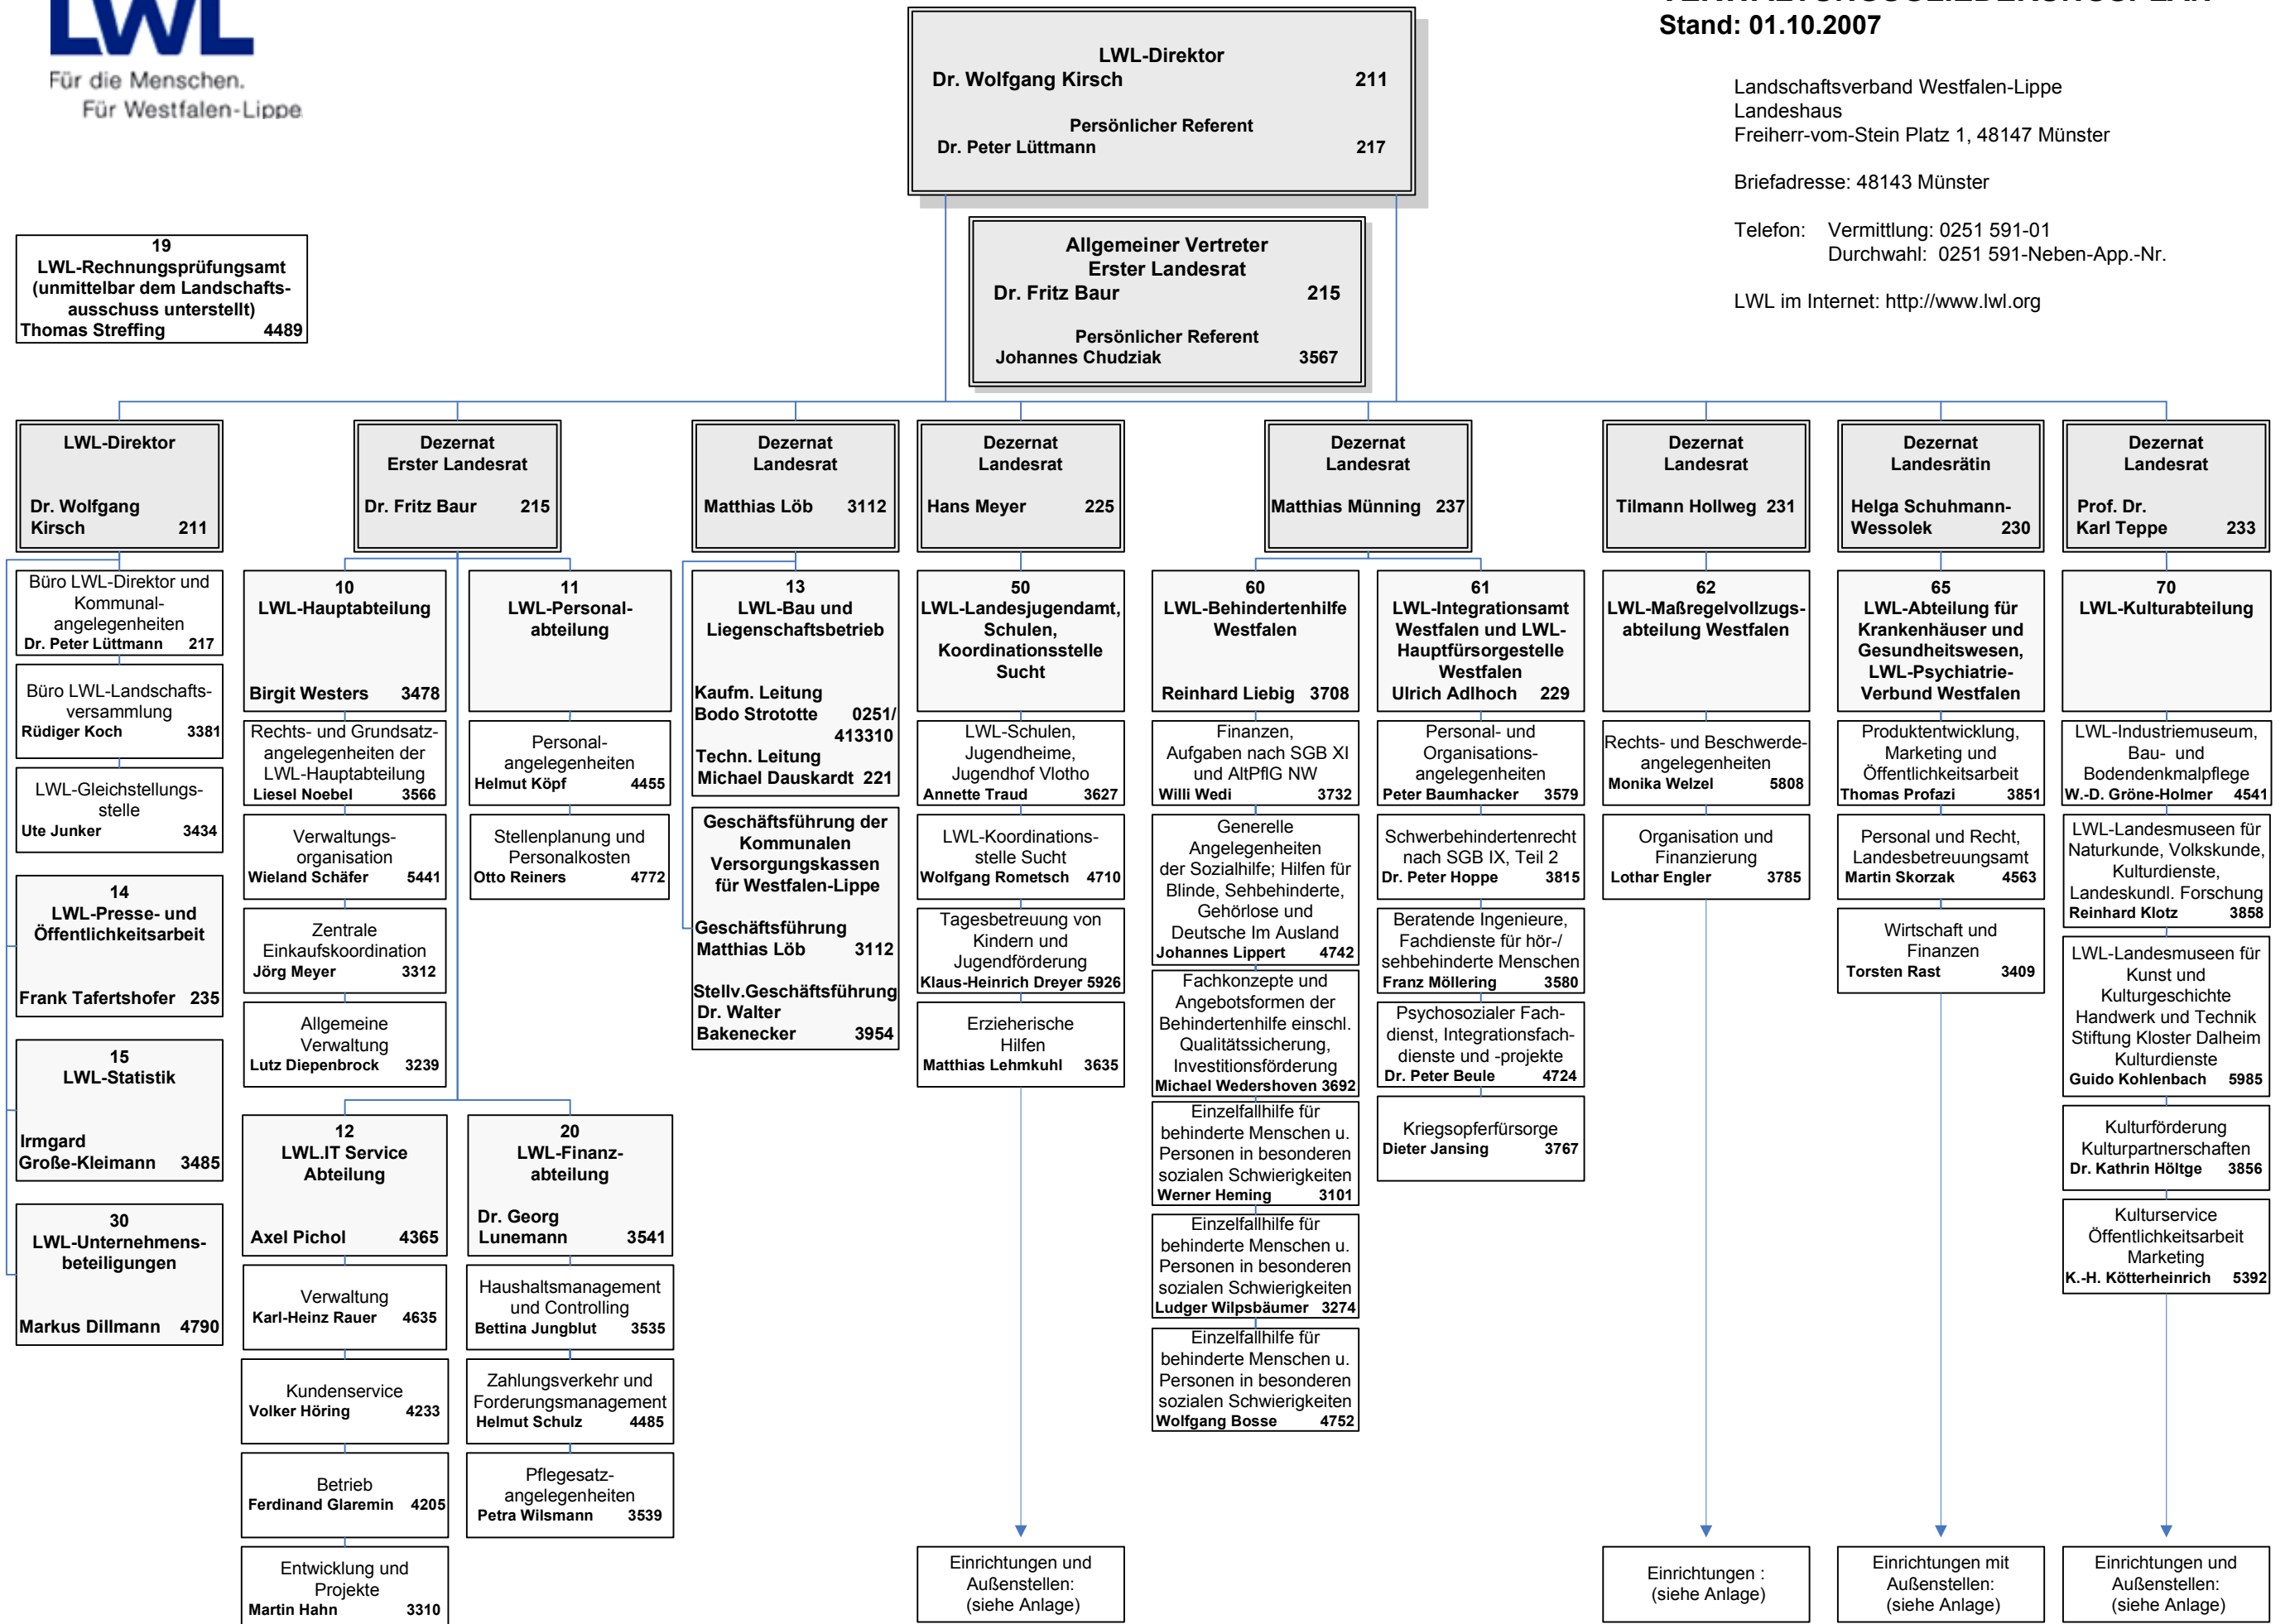 LWL
Für die Menschen.
Für Westfalen-Lippe
Stand: 01.10.2007
Landschaftsverband Westfalen-Lippe
Landeshaus
Freiherr-vom-Stein Platz 1, 48147 Münster
Briefadresse: 48143 Münster
Telefon: Vermittlung: 0251 591-01
Durchwahl: 0251 591-Neben-App.-Nr.
LWL im Internet: http://www.lwl.org
LWL-Direktor
Dr. Wolfgang Kirsch 211
Persönlicher Referent
Dr. Peter Lüttmann 217
Allgemeiner Vertreter
Erster Landesrat
Dr. Fritz Baur 215
Persönlicher Referent
Johannes Chudziak 3567
19
LWL-Rechnungsprüfungsamt
(unmittelbar dem Landschafts-
ausschuss unterstellt)
Thomas Streffing 4489
LWL-Direktor
Dr. Wolfgang
Kirsch 211
Büro LWL-Direktor und
Kommunal-
angelegenheiten
Dr. Peter Lüttmann 217
Büro LWL-Landschafts-
versammlung
Rüdiger Koch 3381
LWL-Gleichstellungs-
stelle
Ute Junker 3434
14
LWL-Presse- und
Öffentlichkeitsarbeit
Frank Tafertshofer 235
15
LWL-Statistik
Irmgard
Große-Kleimann 3485
30
LWL-Unternehmens-
beteiligungen
Markus Dillmann 4790
Dezernat
Erster Landesrat
Dr. Fritz Baur 215
10
LWL-Hauptabteilung
Birgit Westers 3478
Rechts- und Grundsatz-
angelegenheiten der
LWL-Hauptabteilung
Liesel Noebel 3566
Verwaltungs-
organisation
Wieland Schäfer 5441
Zentrale
Einkaufskoordination
Jörg Meyer 3312
Allgemeine
Verwaltung
Lutz Diepenbrock 3239
11
LWL-Personal-
abteilung
Personal-
angelegenheiten
Helmut Köpf 4455
Stellenplanung und
Personalkosten
Otto Reiners 4772
12
LWL.IT Service
Abteilung
Axel Pichol 4365
Verwaltung
Karl-Heinz Rauer 4635
Kundenservice
Volker Höring 4233
Betrieb
Ferdinand Glaremin 4205
Entwicklung und
Projekte
Martin Hahn 3310
20
LWL-Finanz-
abteilung
Dr. Georg
Lunemann 3541
Haushaltsmanagement
und Controlling
Bettina Jungblut 3535
Zahlungsverkehr und
Forderungsmanagement
Helmut Schulz 4485
Pflegesatz-
angelegenheiten
Petra Wilsmann 3539
Dezernat
Landesrat
Matthias Löb 3112
13
LWL-Bau und
Liegenschaftsbetrieb
Kaufm. Leitung
Bodo Strototte 0251/
413310
Techn. Leitung
Michael Dauskardt 221
Geschäftsführung der
Kommunalen
Versorgungskassen
für Westfalen-Lippe
Geschäftsführung
Matthias Löb 3112
Stellv.Geschäftsführung
Dr. Walter
Bakenecker 3954
Dezernat
Landesrat
Hans Meyer 225
50
LWL-Landesjugendamt,
Schulen,
Koordinationsstelle
Sucht
LWL-Schulen,
Jugendheime,
Jugendhof Vlotho
Annette Traud 3627
LWL-Koordinations-
stelle Sucht
Wolfgang Rometsch 4710
Tagesbetreuung von
Kindern und
Jugendförderung
Klaus-Heinrich Dreyer 5926
Erzieherische
Hilfen
Matthias Lehmkuhl 3635
Einrichtungen und
Außenstellen:
(siehe Anlage)
Dezernat
Landesrat
Matthias Münning 237
60
LWL-Behindertenhilfe
Westfalen
Reinhard Liebig 3708
Finanzen,
Aufgaben nach SGB XI
und AltPflG NW
Willi Wedi 3732
Generelle
Angelegenheiten
der Sozialhilfe; Hilfen für
Blinde, Sehbehinderte,
Gehörlose und
Deutsche Im Ausland
Johannes Lippert 4742
Fachkonzepte und
Angebotsformen der
Behindertenhilfe einschl.
Qualitätssicherung,
Investitionsförderung
Michael Wedershoven 3692
Einzelfallhilfe für
behinderte Menschen u.
Personen in besonderen
sozialen Schwierigkeiten
Werner Heming 3101
Einzelfallhilfe für
behinderte Menschen u.
Personen in besonderen
sozialen Schwierigkeiten
Ludger Wilpsbäumer 3274
Einzelfallhilfe für
behinderte Menschen u.
Personen in besonderen
sozialen Schwierigkeiten
Wolfgang Bosse 4752
61
LWL-Integrationsamt
Westfalen und LWL-
Hauptfürsorgestelle
Westfalen
Ulrich Adlhoch 229
Personal- und
Organisations-
angelegenheiten
Peter Baumhacker 3579
Schwerbehindertenrecht
nach SGB IX, Teil 2
Dr. Peter Hoppe 3815
Beratende Ingenieure,
Fachdienste für hör-/
sehbehinderte Menschen
Franz Möllering 3580
Psychosozialer Fach-
dienst, Integrationsfach-
dienste und -projekte
Dr. Peter Beule 4724
Kriegsopferfürsorge
Dieter Jansing 3767
Dezernat
Landesrat
Tilmann Hollweg 231
62
LWL-Maßregelvollzugs-
abteilung Westfalen
Rechts- und Beschwerde-
angelegenheiten
Monika Welzel 5808
Organisation und
Finanzierung
Lothar Engler 3785
Einrichtungen :
(siehe Anlage)
Dezernat
Landesrätin
Helga Schuhmann-
Wessolek 230
65
LWL-Abteilung für
Krankenhäuser und
Gesundheitswesen,
LWL-Psychiatrie-
Verbund Westfalen
Produktentwicklung,
Marketing und
Öffentlichkeitsarbeit
Thomas Profazi 3851
Personal und Recht,
Landesbetreuungsamt
Martin Skorzak 4563
Wirtschaft und
Finanzen
Torsten Rast 3409
Einrichtungen mit
Außenstellen:
(siehe Anlage)
Dezernat
Landesrat
Prof. Dr.
Karl Teppe 233
70
LWL-Kulturabteilung
LWL-Industriemuseum,
Bau- und
Bodendenkmalpflege
W.-D. Gröne-Holmer 4541
LWL-Landesmuseen für
Naturkunde, Volkskunde,
Kulturdienste,
Landeskundl. Forschung
Reinhard Klotz 3858
LWL-Landesmuseen für
Kunst und
Kulturgeschichte
Handwerk und Technik
Stiftung Kloster Dalheim
Kulturdienste
Guido Kohlenbach 5985
Kulturförderung
Kulturpartnerschaften
Dr. Kathrin Höltge 3856
Kulturservice
Öffentlichkeitsarbeit
Marketing
K.-H. Kötterheinrich 5392
Einrichtungen und
Außenstellen:
(siehe Anlage)